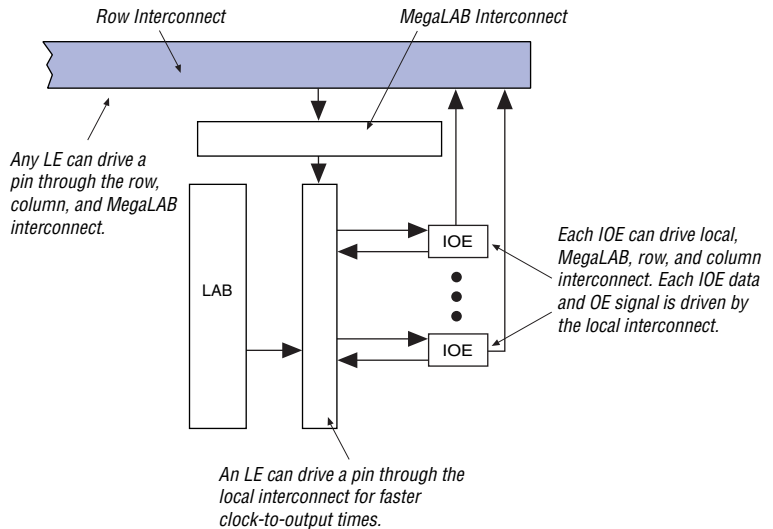 Row Interconnect
MegaLAB Interconnect
Any LE can drive a
pin through the row,
column, and MegaLAB
interconnect.
IOE
Each IOE can drive local,
MegaLAB, row, and column
interconnect. Each IOE data
and OE signal is driven by
the local interconnect.
LAB
IOE
An LE can drive a pin through the
local interconnect for faster
clock-to-output times.